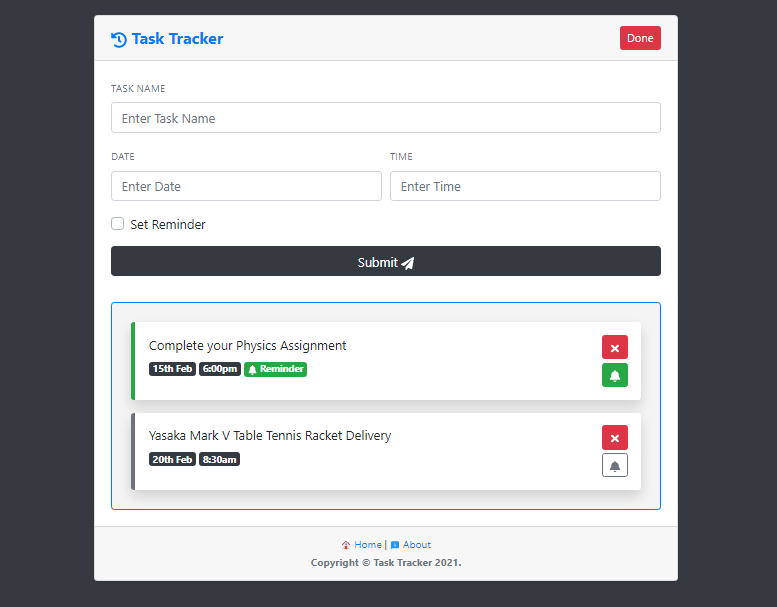 Task Tracker Done
TASK NAME
Enter Task Name
DATE TIME
Enter Date Enter Time
Set Reminder
Submit
Complete your Physics Assignment
15th Feb 6:00pm Reminder
Yasaka Mark V Table Tennis Racket Delivery
20th Feb 8:30am
Home | About
Copyright © Task Tracker 2021.